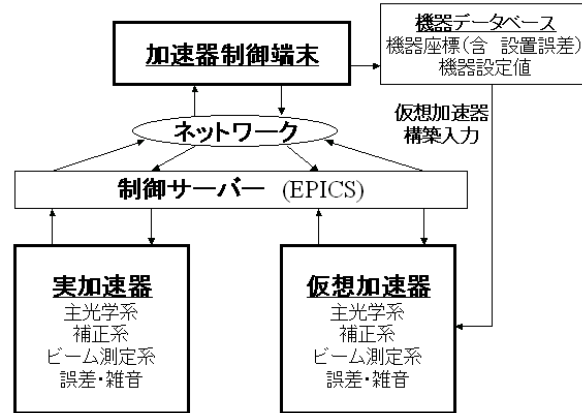 加速器制御端末
機器データベース
機器座標(含　設置誤差)
機器設定値
仮想加速器
構築入力
ネットワーク
制御サーバー (EPICS)
実加速器
主光学系
補正系
ビーム測定系
誤差・雑音
仮想加速器
主光学系
補正系
ビーム測定系
誤差・雑音